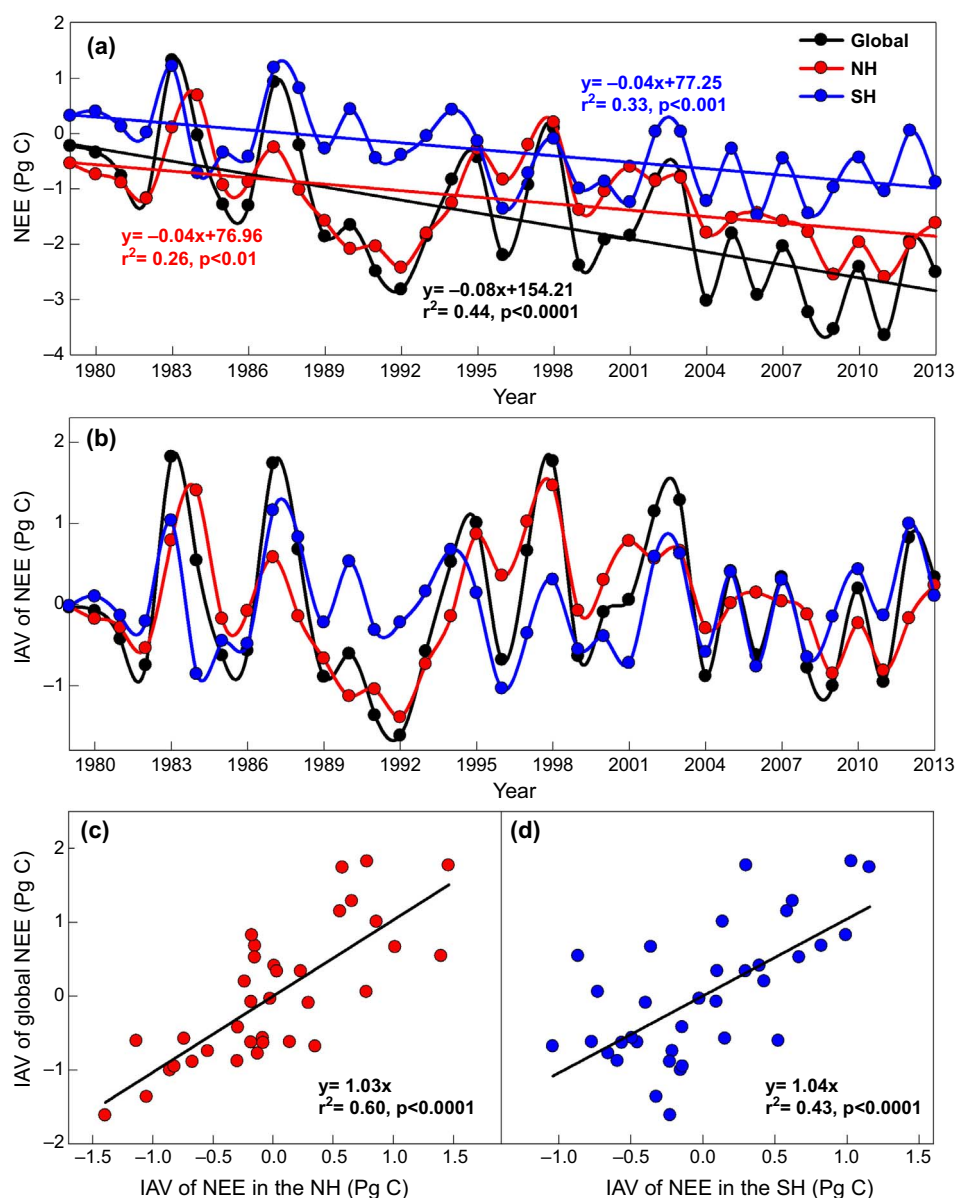 (a)
Global
NH
SH
y= –0.04x+77.25
r²= 0.33, p<0.001
y= –0.04x+76.96
r²= 0.26, p<0.01
y= –0.08x+154.21
r²= 0.44, p<0.0001
NEE (Pg C)
2
1
0
–1
–2
–3
–4
1980 1983 1986 1989 1992 1995 1998 2001 2004 2007 2010 2013
Year
(b)
IAV of NEE (Pg C)
2
1
0
–1
1980 1983 1986 1989 1992 1995 1998 2001 2004 2007 2010 2013
Year
(c)
IAV of global NEE (Pg C)
2
1
0
–1
–2
y= 1.03x
r²= 0.60, p<0.0001
–1.5 –1.0 –0.5 0.0 0.5 1.0 1.5
IAV of NEE in the NH (Pg C)
(d)
y= 1.04x
r²= 0.43, p<0.0001
–1.0 –0.5 0.0 0.5 1.0 1.5
IAV of NEE in the SH (Pg C)